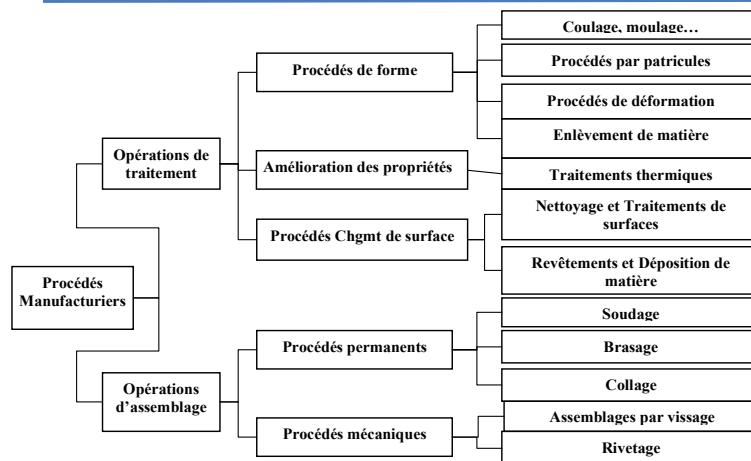 Coulage, moulage…
Procédés de forme
Procédés par patricules
Procédés de déformation
Enlèvement de matière
Opérations de
traitement
Amélioration des propriétés
Traitements thermiques
Nettoyage et Traitements de
surfaces
Procédés Chgmt de surface
Revêtements et Déposition de
matière
Procédés
Manufacturiers
Soudage
Procédés permanents
Brasage
Collage
Opérations
d’assemblage
Assemblages par vissage
Procédés mécaniques
Rivetage